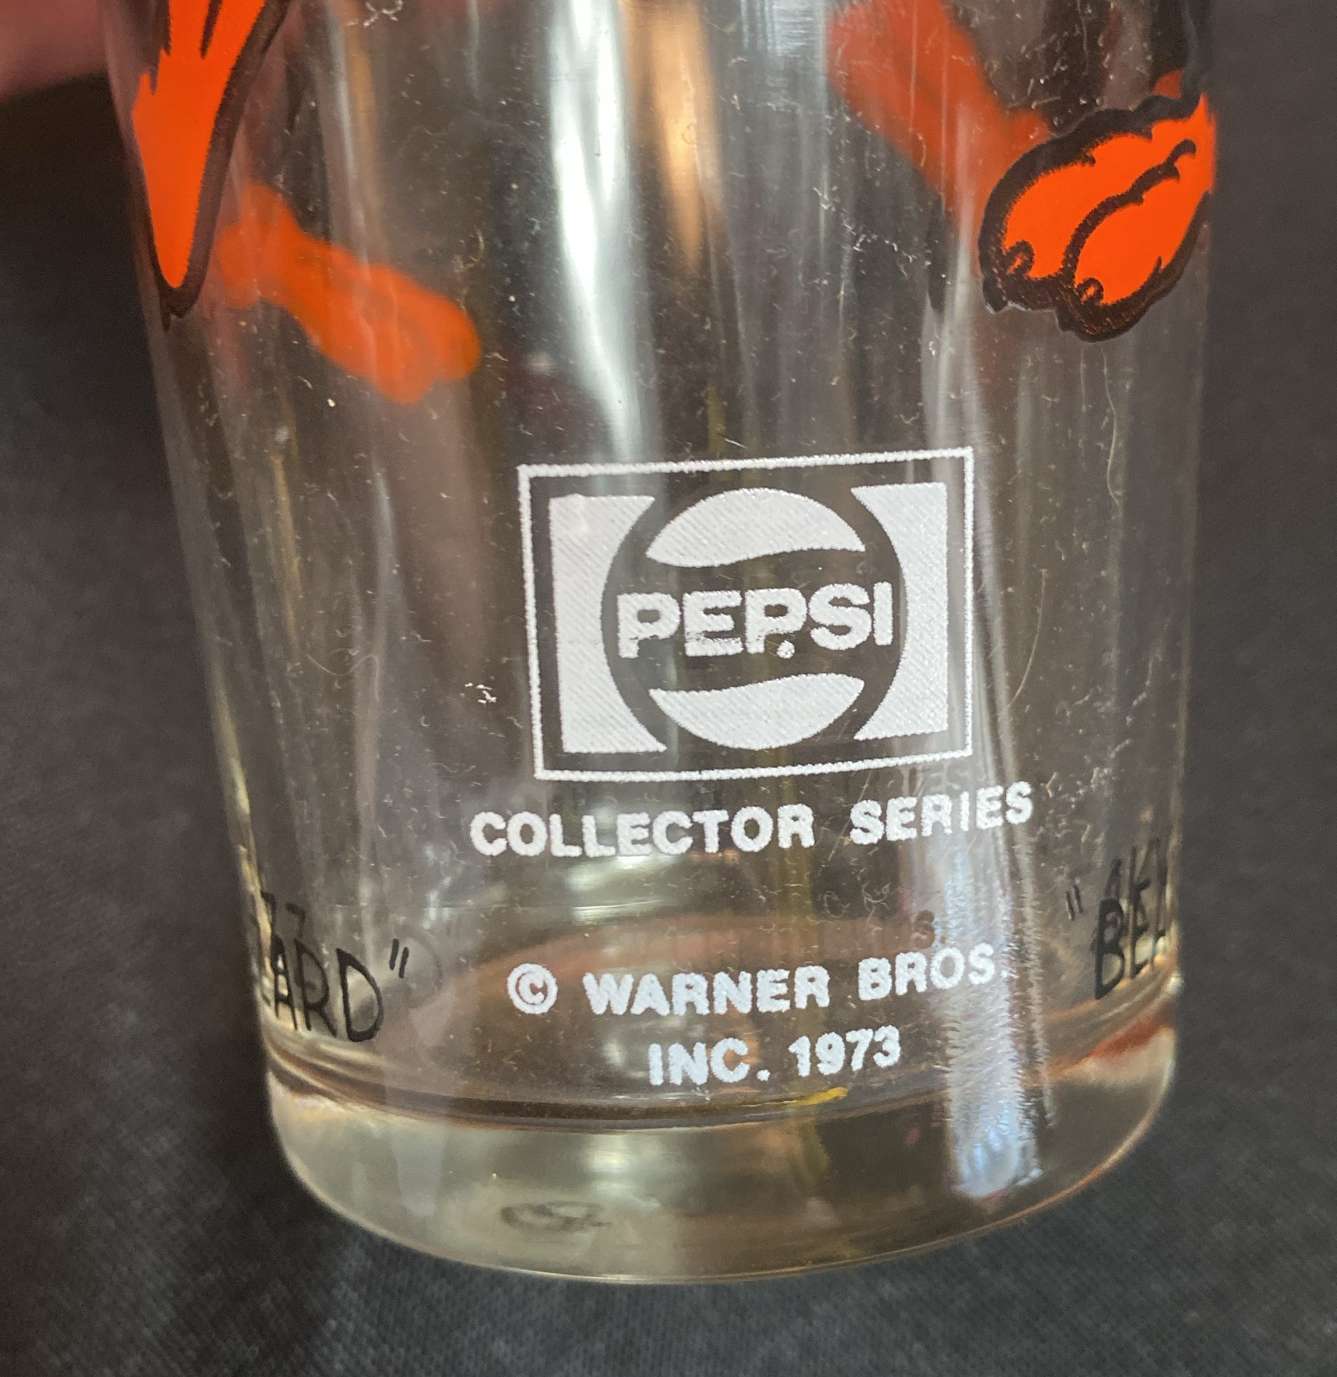 PEPSI
COLLECTOR SERIES
© WARNER BROS.
INC. 1973